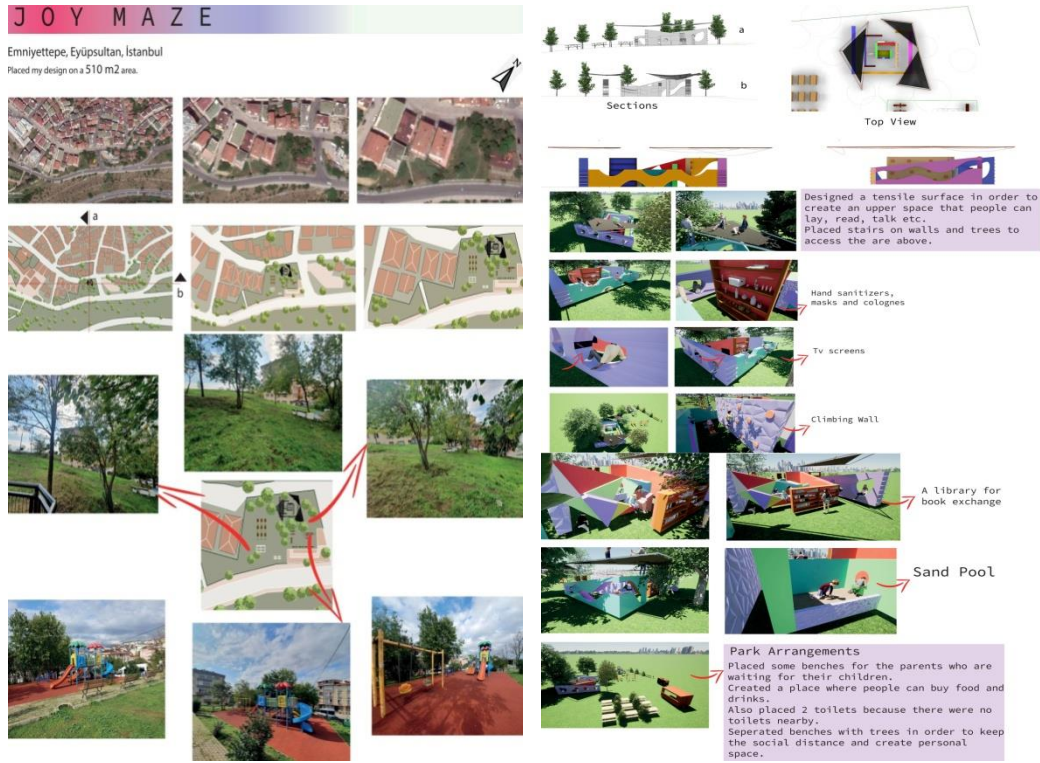 JOY MAZE
Emniyettepe, Eyüpsultan, İstanbul
Placed my design on a 510 m2 area.
N
a
b
a
b
Sections
Top View
Designed a tensile surface in order to
create an upper space that people can
lay, read, talk etc.
Placed stairs on walls and trees to
access the are above.
Hand sanitizers,
masks and colognes
Tv screens
Climbing Wall
A library for
book exchange
Sand Pool
Park Arrangements
Placed some benches for the parents who are
waiting for their children.
Created a place where people can buy food and
drinks.
Also placed 2 toilets because there were no
toilets nearby.
Seperated benches with trees in order to keep
the social distance and create personal
space.